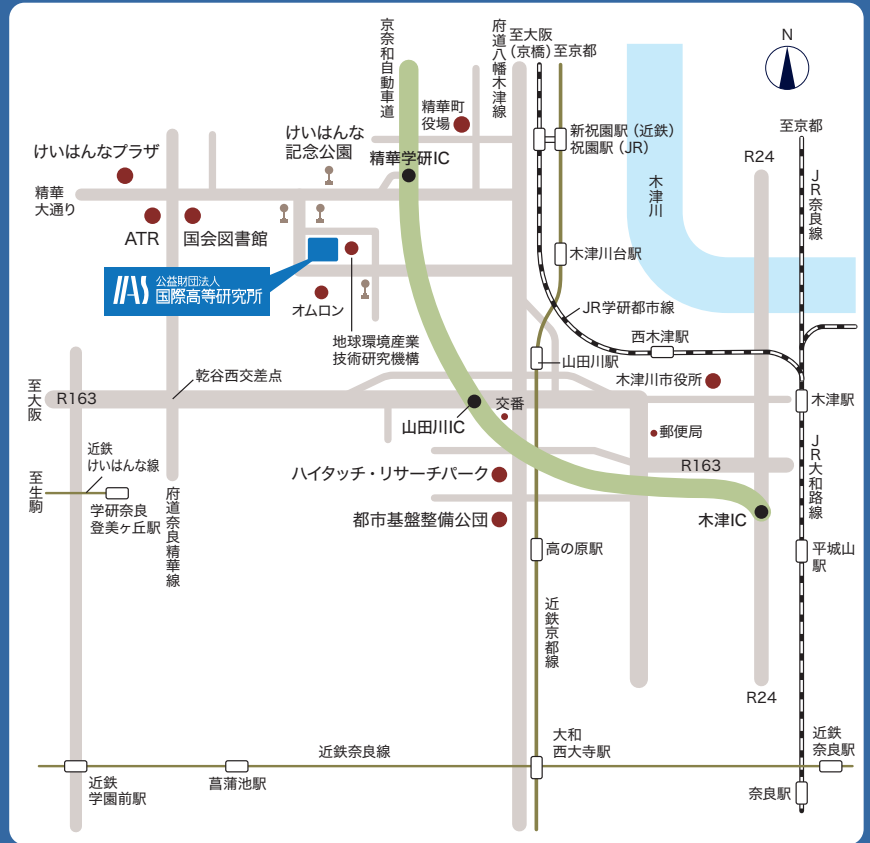 京奈和自動車道
府道八幡木津線
至大阪
(京橋)
至京都
N
精華町
役場
新祝園駅（近鉄）
祝園駅（JR）
至京都
けいはんな
記念公園
けいはんなプラザ
精華学研IC
R24
JR奈良線
木津川
精華
大通り
ATR
国会図書館
木津川台駅
IIAS
公益財団法人
国際高等研究所
オムロン
JR学研都市線
地球環境産業
技術研究機構
西木津駅
山田川駅
木津川市役所
乾谷西交差点
至大阪
R163
交番
木津駅
山田川IC
郵便局
近鉄
けいはんな線
ハイタッチ・リサーチパーク
R163
JR大和路線
至生駒
学研奈良
登美ヶ丘駅
府道奈良精華線
都市基盤整備公団
木津IC
高の原駅
平城山
駅
近鉄京都線
R24
大和
西大寺駅
近鉄奈良線
近鉄
奈良駅
近鉄
学園前駅
菖蒲池駅
奈良駅